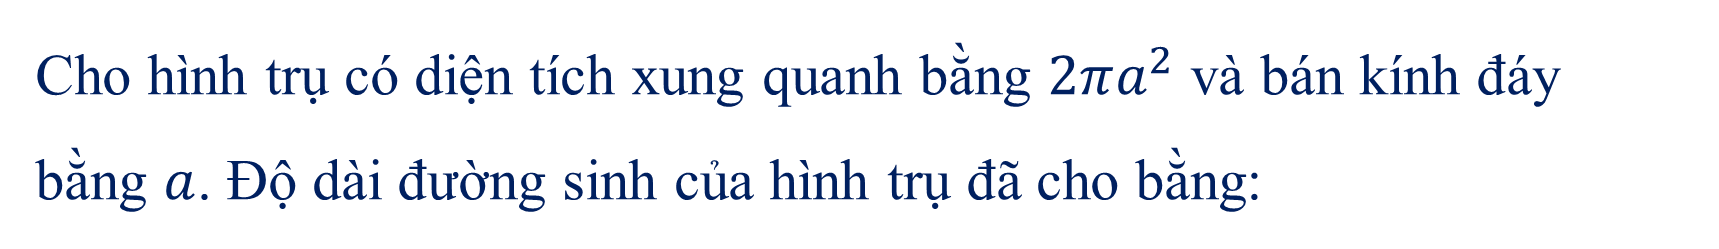 Cho hình trụ có diện tích xung quanh bằng 2πa² và bán kính đáy
bằng a. Độ dài đường sinh của hình trụ đã cho bằng: